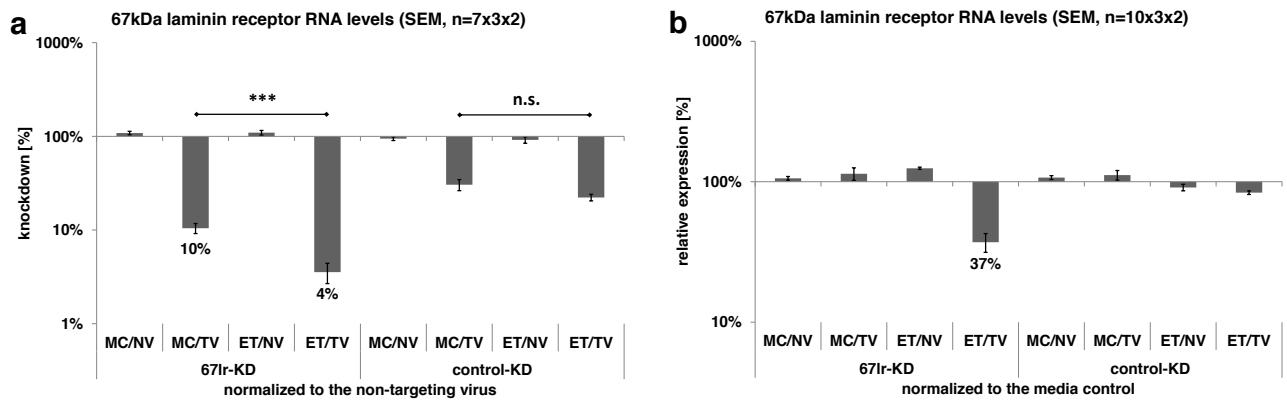 a
67kDa laminin receptor RNA levels (SEM, n=7x3x2)
1000%
100%
10%
1%
knockdown [%]
***
n.s.
10%
4%
MC/NV MC/TV ET/NV ET/TV MC/NV MC/TV ET/NV ET/TV
67lr-KD control-KD
normalized to the non-targeting virus
b
67kDa laminin receptor RNA levels (SEM, n=10x3x2)
1000%
100%
10%
relative expression [%]
37%
MC/NV MC/TV ET/NV ET/TV MC/NV MC/TV ET/NV ET/TV
67lr-KD control-KD
normalized to the media control